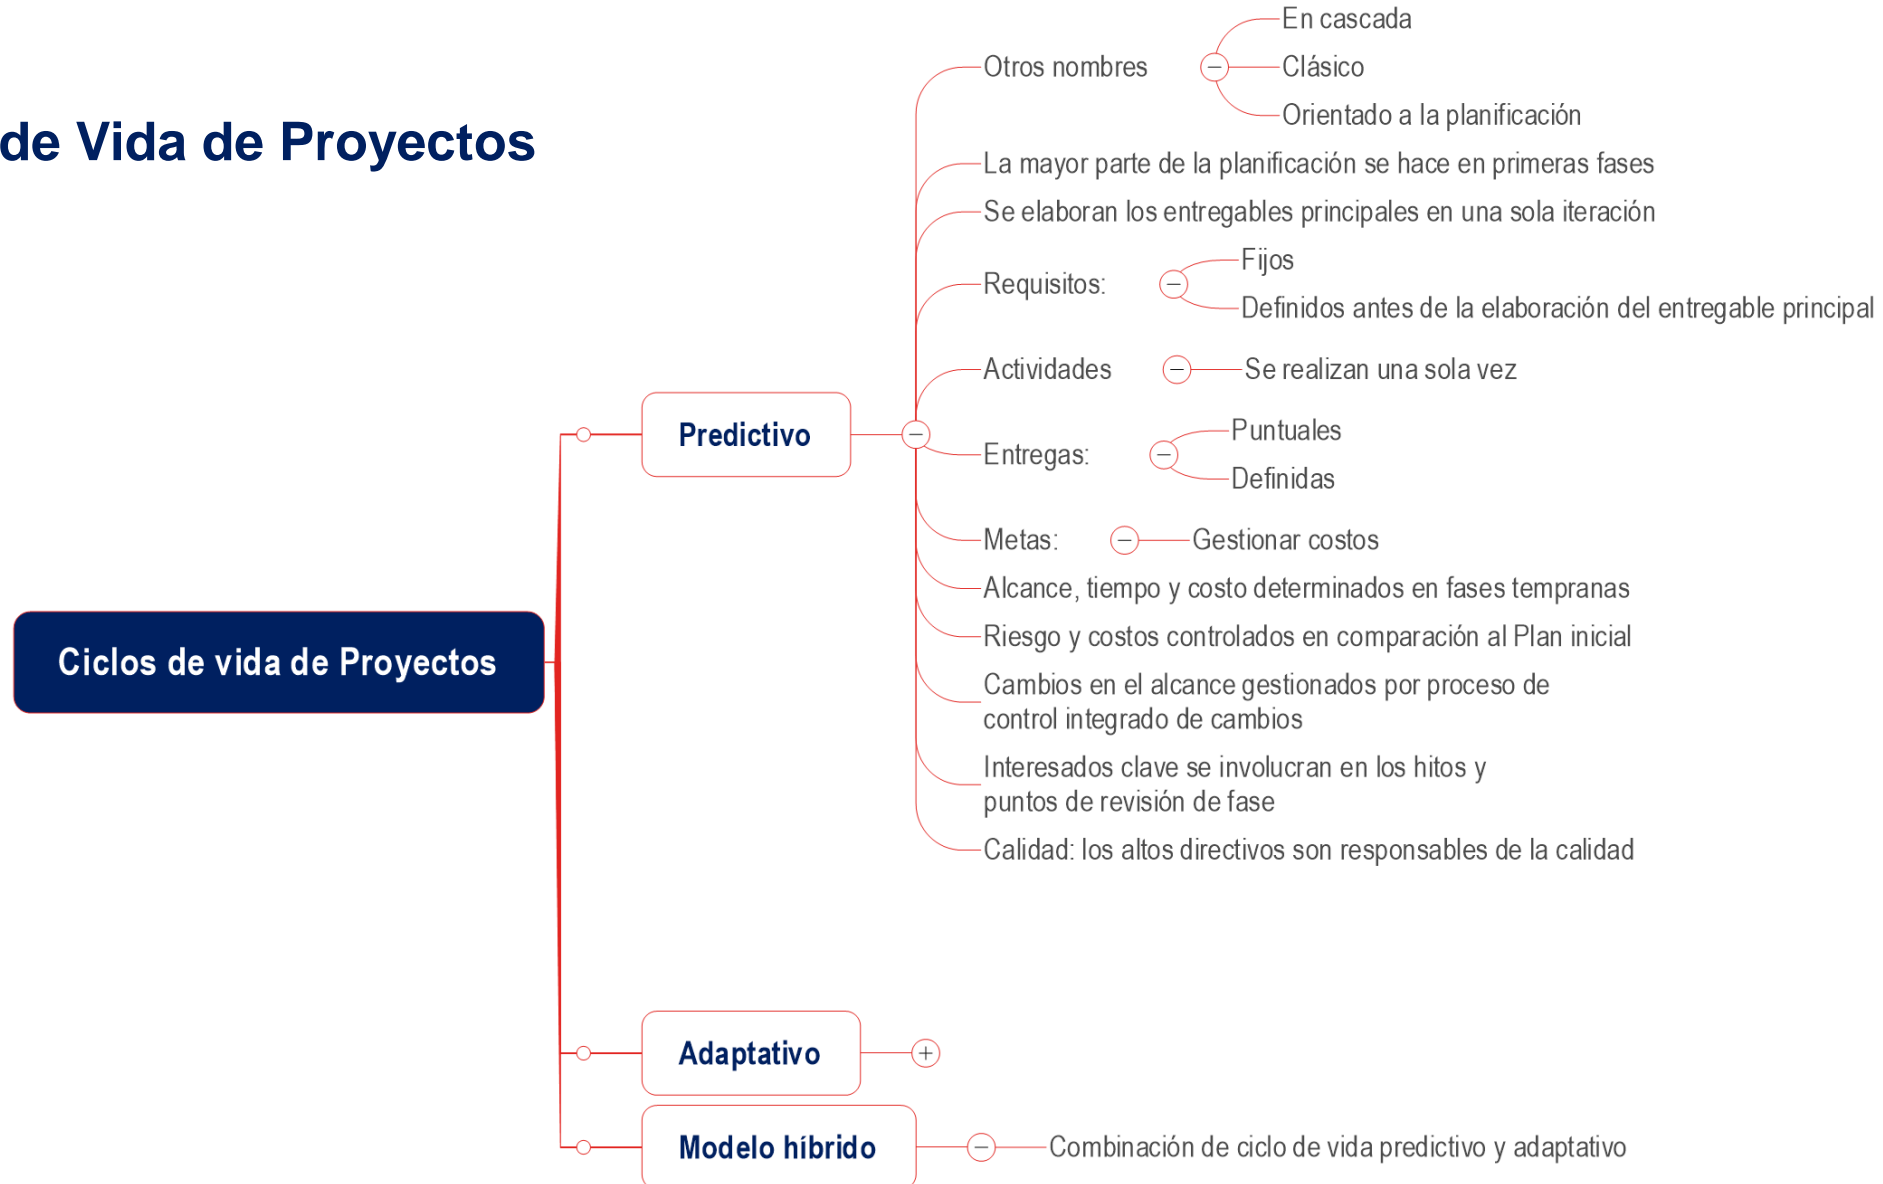 de Vida de Proyectos
Ciclos de vida de Proyectos
Predictivo
Otros nombres
En cascada
Clásico
Orientado a la planificación
La mayor parte de la planificación se hace en primeras fases
Se elaboran los entregables principales en una sola iteración
Requisitos:
Fijos
Definidos antes de la elaboración del entregable principal
Actividades
Se realizan una sola vez
Entregas:
Puntuales
Definidas
Metas:
Gestionar costos
Alcance, tiempo y costo determinados en fases tempranas
Riesgo y costos controlados en comparación al Plan inicial
Cambios en el alcance gestionados por proceso de
control integrado de cambios
Interesados clave se involucran en los hitos y
puntos de revisión de fase
Calidad: los altos directivos son responsables de la calidad
Adaptativo
Modelo híbrido
Combinación de ciclo de vida predictivo y adaptativo